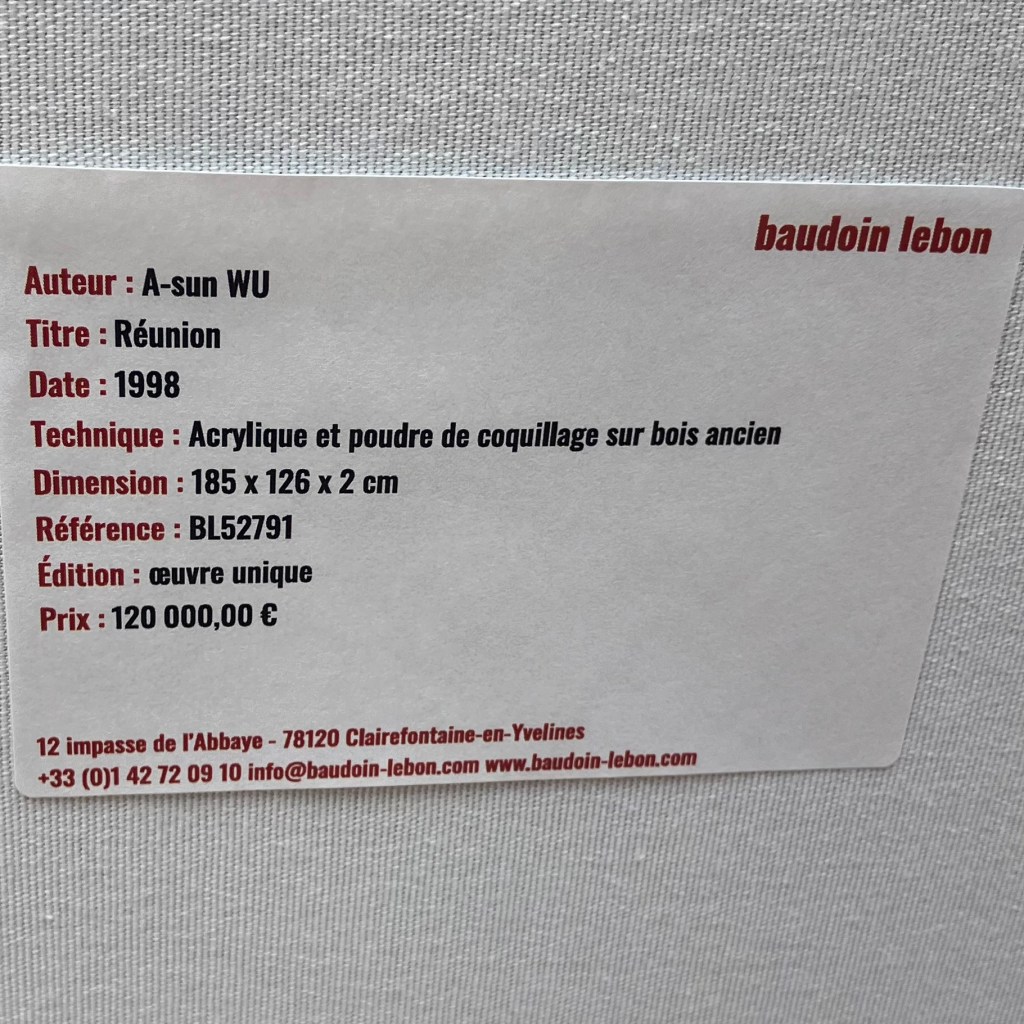 baudoin lebon
Auteur : A-sun WU
Titre : Réunion
Date : 1998
Technique : Acrylique et poudre de coquillage sur bois ancien
Dimension : 185 x 126 x 2 cm
Référence : BL52791
Édition : œuvre unique
Prix : 120 000,00 €
12 impasse de l'Abbaye - 78120 Clairefontaine-en-Yvelines
+33 (0)1 42 72 09 10 info@baudoin-lebon.com www.baudoin-lebon.com